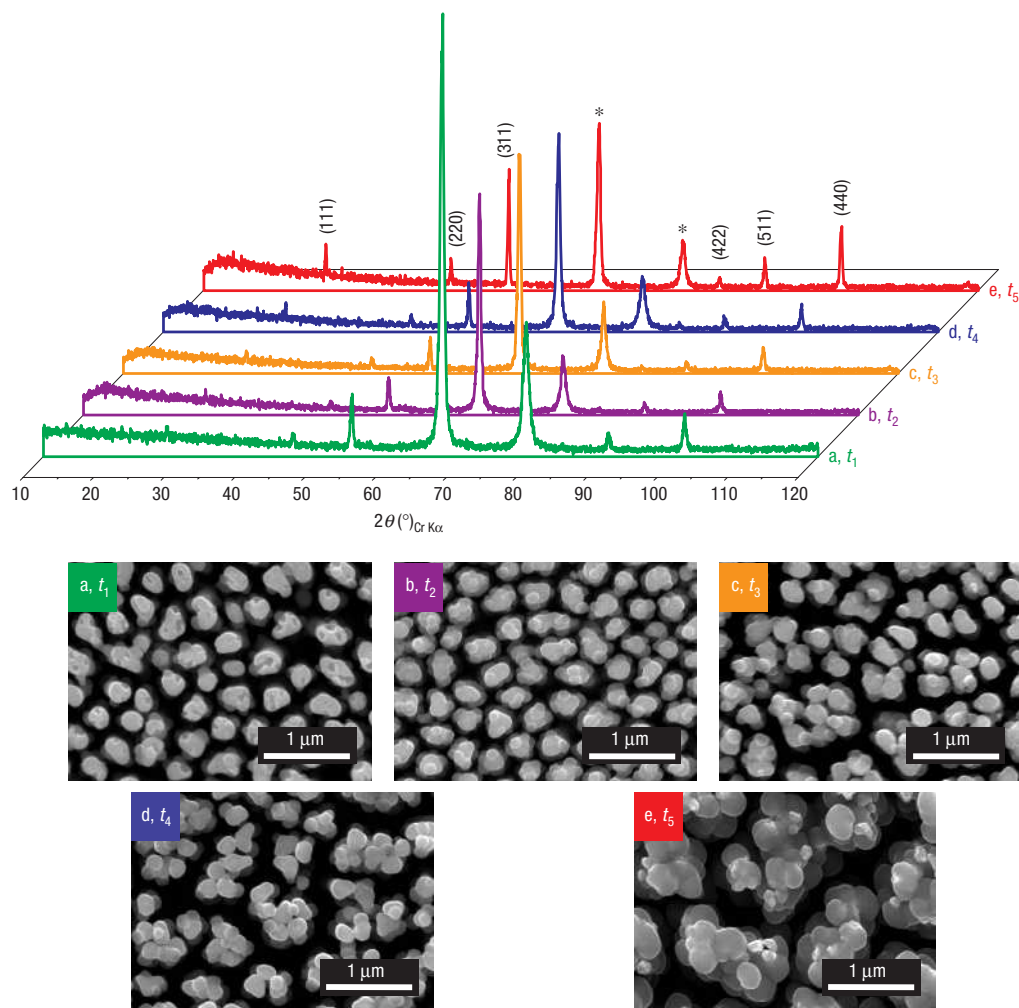 *
(311)
(111)
(220)
*
(422)
(511)
(440)
e, t5
d, t4
c, t3
b, t2
a, t1
10 20 30 40 50 60 70 80 90 100 110 120
2θ (°)Cr Kα
a, t1
1 μm
b, t2
1 μm
c, t3
1 μm
d, t4
1 μm
e, t5
1 μm